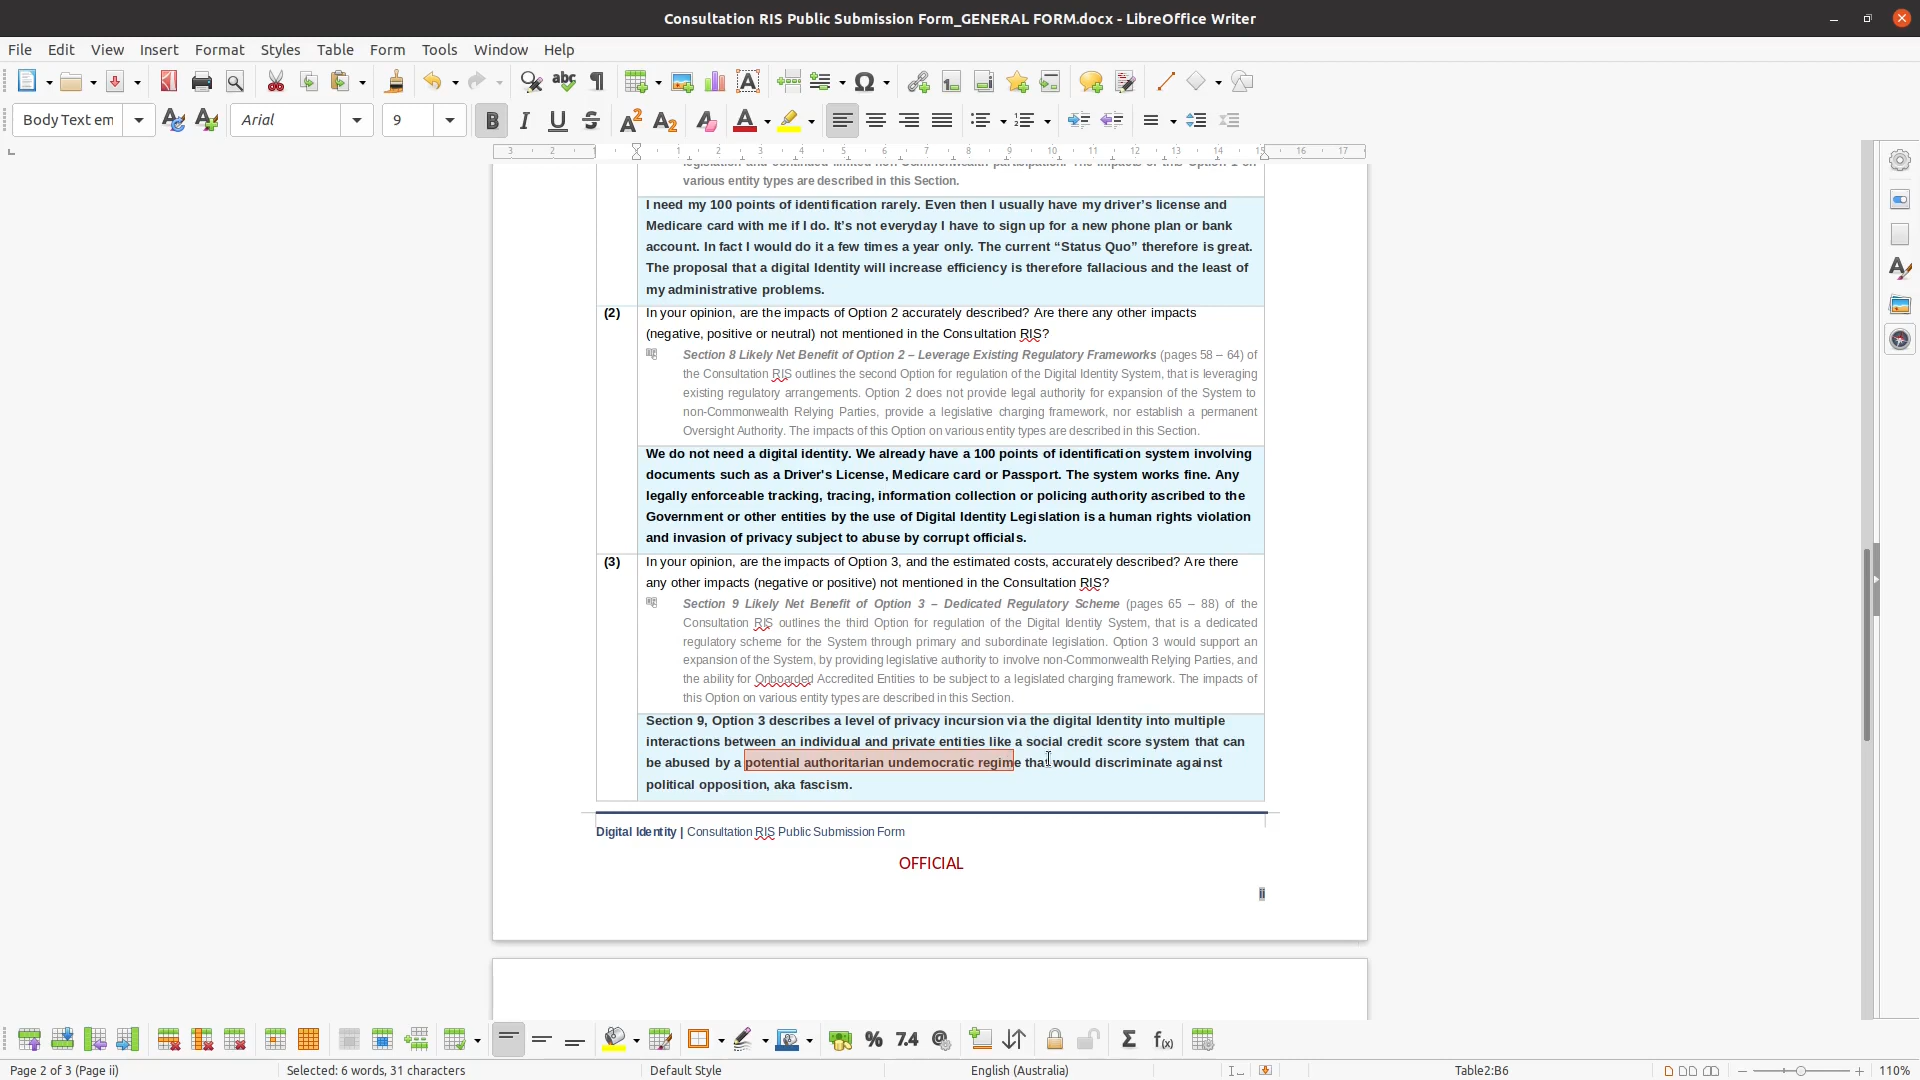 Consultation RIS Public Submission Form_GENERAL FORM.docx - LibreOffice Writer
File Edit View Insert Format Styles Table Form Tools Window Help
Body Text em Arial 9
3 2 1 1 2 3 4 5 6 7 8 9 10 11 12 13 14 15 16 17
various entity types are described in this Section.
I need my 100 points of identification rarely. Even then I usually have my driver's license and
Medicare card with me if I do. It's not everyday I have to sign up for a new phone plan or bank
account. In fact I would do it a few times a year only. The current “Status Quo” therefore is great.
The proposal that a digital Identity will increase efficiency is therefore fallacious and the least of
my administrative problems.
(2) In your opinion, are the impacts of Option 2 accurately described? Are there any other impacts
(negative, positive or neutral) not mentioned in the Consultation RIS?
Section 8 Likely Net Benefit of Option 2 – Leverage Existing Regulatory Frameworks (pages 58 – 64) of
the Consultation RIS outlines the second Option for regulation of the Digital Identity System, that is leveraging
existing regulatory arrangements. Option 2 does not provide legal authority for expansion of the System to
non-Commonwealth Relying Parties, provide a legislative charging framework, nor establish a permanent
Oversight Authority. The impacts of this Option on various entity types are described in this Section.
We do not need a digital identity. We already have a 100 points of identification system involving
documents such as a Driver's License, Medicare card or Passport. The system works fine. Any
legally enforceable tracking, tracing, information collection or policing authority ascribed to the
Government or other entities by the use of Digital Identity Legislation is a human rights violation
and invasion of privacy subject to abuse by corrupt officials.
(3) In your opinion, are the impacts of Option 3, and the estimated costs, accurately described? Are there
any other impacts (negative or positive) not mentioned in the Consultation RIS?
Section 9 Likely Net Benefit of Option 3 – Dedicated Regulatory Scheme (pages 65 – 88) of the
Consultation RIS outlines the third Option for regulation of the Digital Identity System, that is a dedicated
regulatory scheme for the System through primary and subordinate legislation. Option 3 would support an
expansion of the System, by providing legislative authority to involve non-Commonwealth Relying Parties, and
the ability for Onboarded Accredited Entities to be subject to a legislated charging framework. The impacts of
this Option on various entity types are described in this Section.
Section 9, Option 3 describes a level of privacy incursion via the digital Identity into multiple
interactions between an individual and private entities like a social credit score system that can
be abused by a potential authoritarian undemocratic regime that would discriminate against
political opposition, aka fascism.
Digital Identity | Consultation RIS Public Submission Form
OFFICIAL
ii
Page 2 of 3 (Page ii) Selected: 6 words, 31 characters Default Style English (Australia) Table2:B6 110%